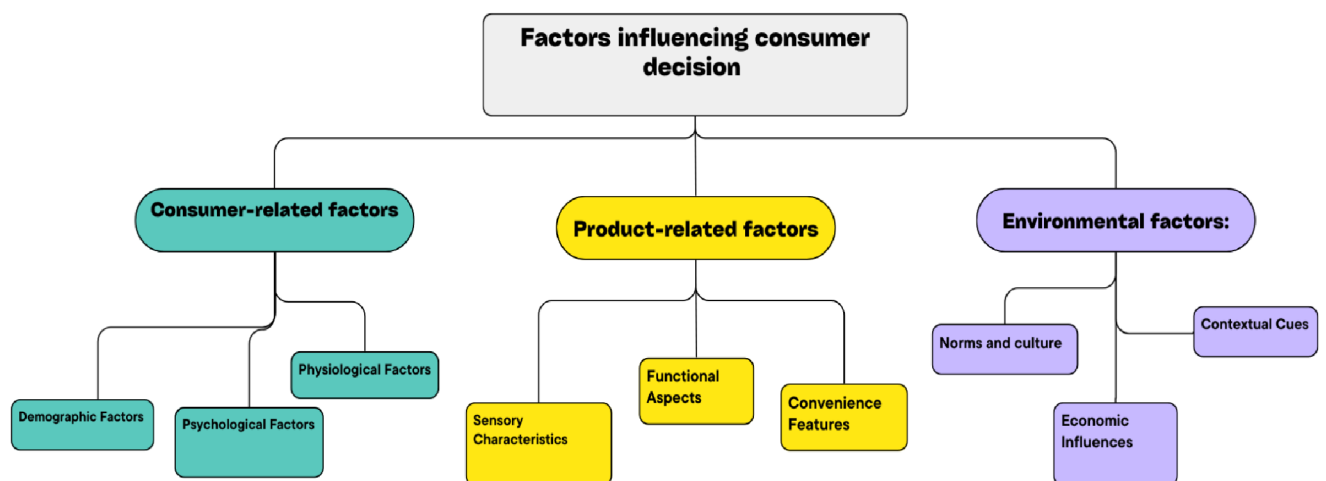 Factors influencing consumer
decision
Consumer-related factors
Product-related factors
Environmental factors:
Demographic Factors
Psychological Factors
Physiological Factors
Sensory
Characteristics
Functional
Aspects
Convenience
Features
Norms and culture
Economic
Influences
Contextual Cues